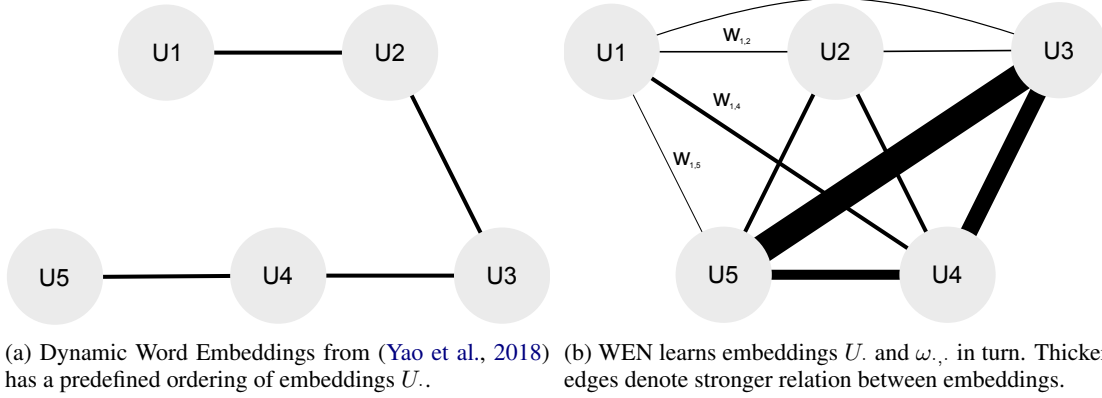 U1 U2 U1 W1,2 U2 U3
W1,4
W1,5
U5 U4 U3 U5 U4
(a) Dynamic Word Embeddings from (Yao et al., 2018)
has a predefined ordering of embeddings U·.
(b) WEN learns embeddings U· and ω·,· in turn. Thicke
edges denote stronger relation between embeddings.